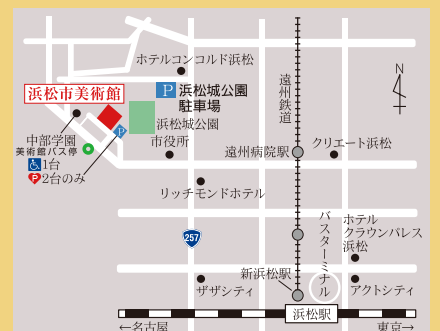 N
ホテルコンコルド浜松
遠州鉄道
浜松市美術館
P 浜松城公園
駐車場
浜松城公園
P
中部学園
美術館バス停
1台
P 2台のみ
市役所
遠州病院駅
クリエート浜松
リッチモンドホテル
257
バスターミナル
ホテル
クラウンパレス
浜松
新浜松駅
ザザシティ
アクトシティ
浜松駅
←名古屋
東京→